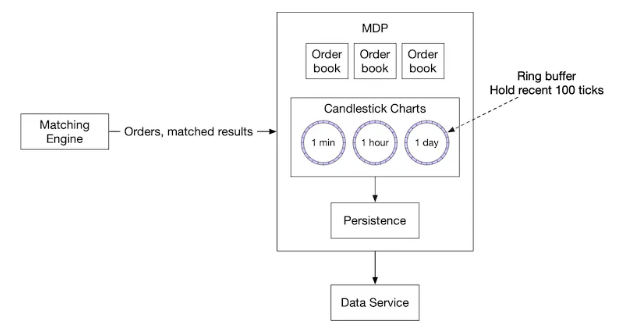 MDP
Order
book
Order
book
Order
book
Ring buffer
Hold recent 100 ticks
Candlestick Charts
Matching
Engine
Orders, matched results
1 min
1 hour
1 day
Persistence
Data Service